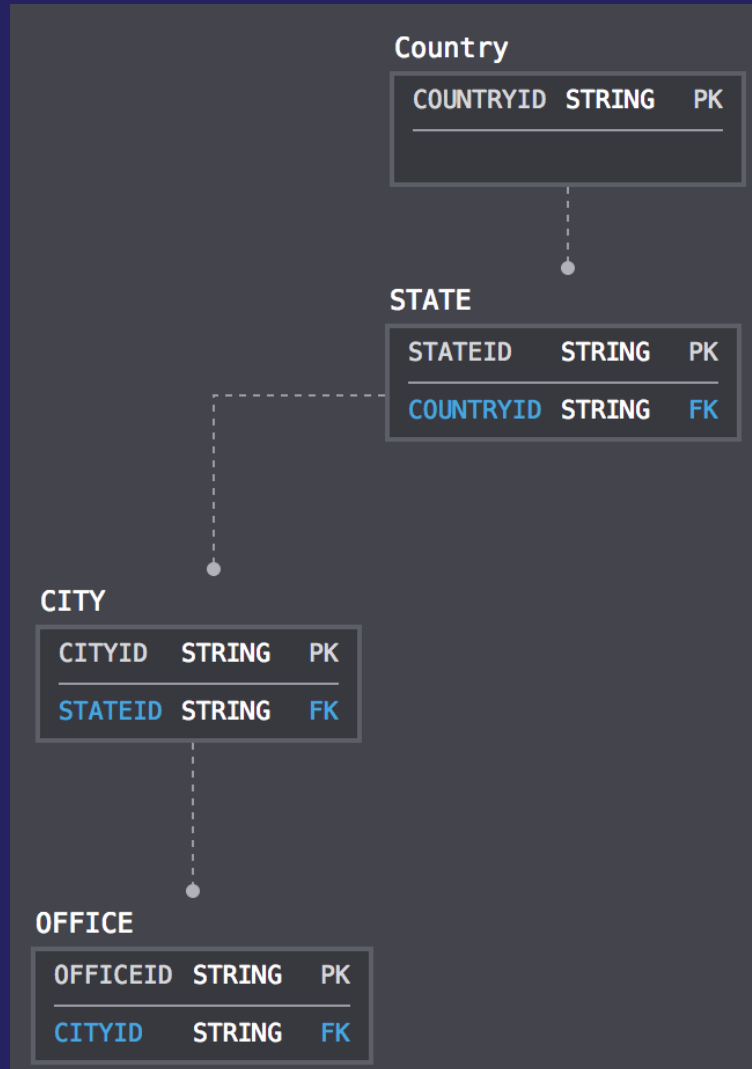 Country
COUNTRYID STRING PK
STATE
STATEID STRING PK
COUNTRYID STRING FK
CITY
CITYID STRING PK
STATEID STRING FK
OFFICE
OFFICEID STRING PK
CITYID STRING FK